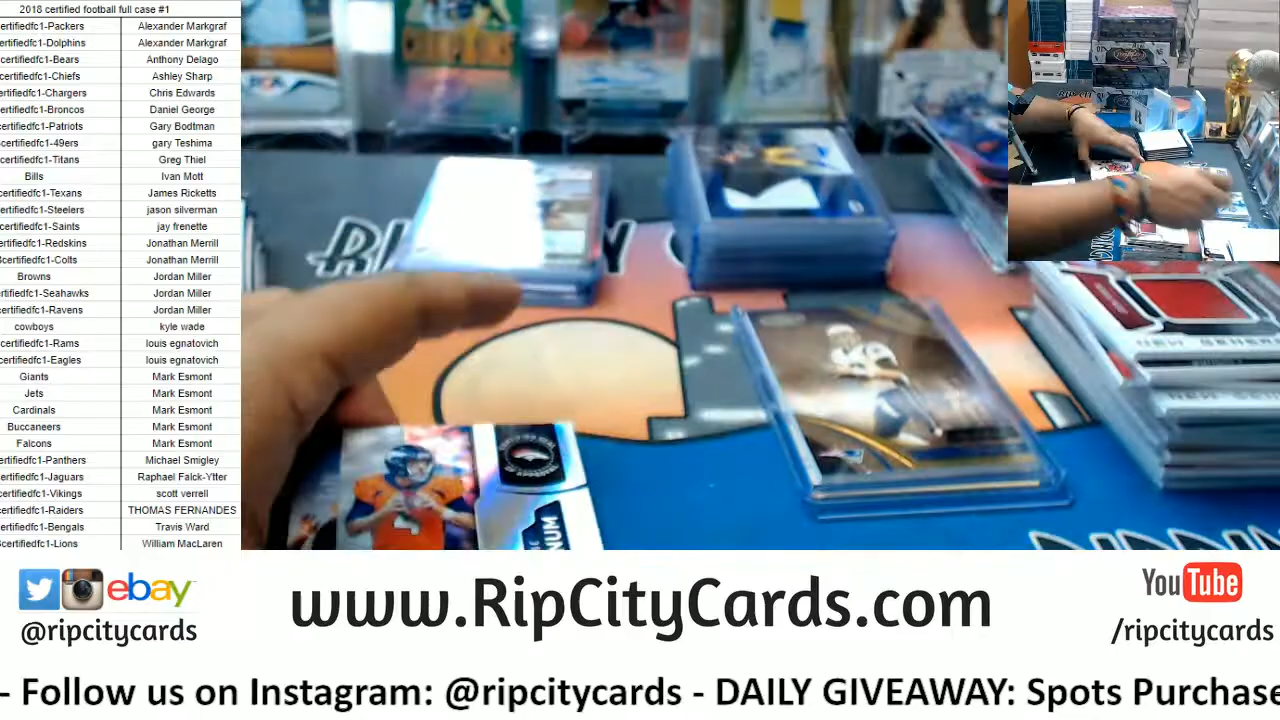 2018 certified football full case #1
ertifiedfc1-Packers Alexander Markgraf
ertifiedfc1-Dolphins Alexander Markgraf
certifiedfc1-Bears Anthony Delago
certifiedfc1-Chiefs Ashley Sharp
ertifiedfc1-Chargers Chris Edwards
ertifiedfc1-Broncos Daniel George
certifiedfc1-Patriots Gary Bodtman
certifiedfc1-49ers gary Teshima
certifiedfc1-Titans Greg Thiel
Bills Ivan Mott
certifiedfc1-Texans James Ricketts
ertifiedfc1-Steelers jason silverman
certifiedfc1-Saints jay frenette
ertifiedfc1-Redskins Jonathan Merrill
certifiedfc1-Colts Jonathan Merrill
Browns Jordan Miller
rtifiedfc1-Seahawks Jordan Miller
certifiedfc1-Ravens Jordan Miller
cowboys kyle wade
certifiedfc1-Rams louis egnatovich
certifiedfc1-Eagles louis egnatovich
Giants Mark Esmont
Jets Mark Esmont
Cardinals Mark Esmont
Buccaneers Mark Esmont
Falcons Mark Esmont
ertifiedfc1-Panthers Michael Smigley
ertifiedfc1-Jaguars Raphael Falck-Ytter
certifiedfc1-Vikings scott verrell
certifiedfc1-Raiders THOMAS FERNANDES
certifiedfc1-Bengals Travis Ward
certifiedfc1-Lions William MacLaren
ebay
@ripcitycards
www.RipCityCards.com
YouTube
/ripcitycards
- Follow us on Instagram: @ripcitycards - DAILY GIVEAWAY: Spots Purchase